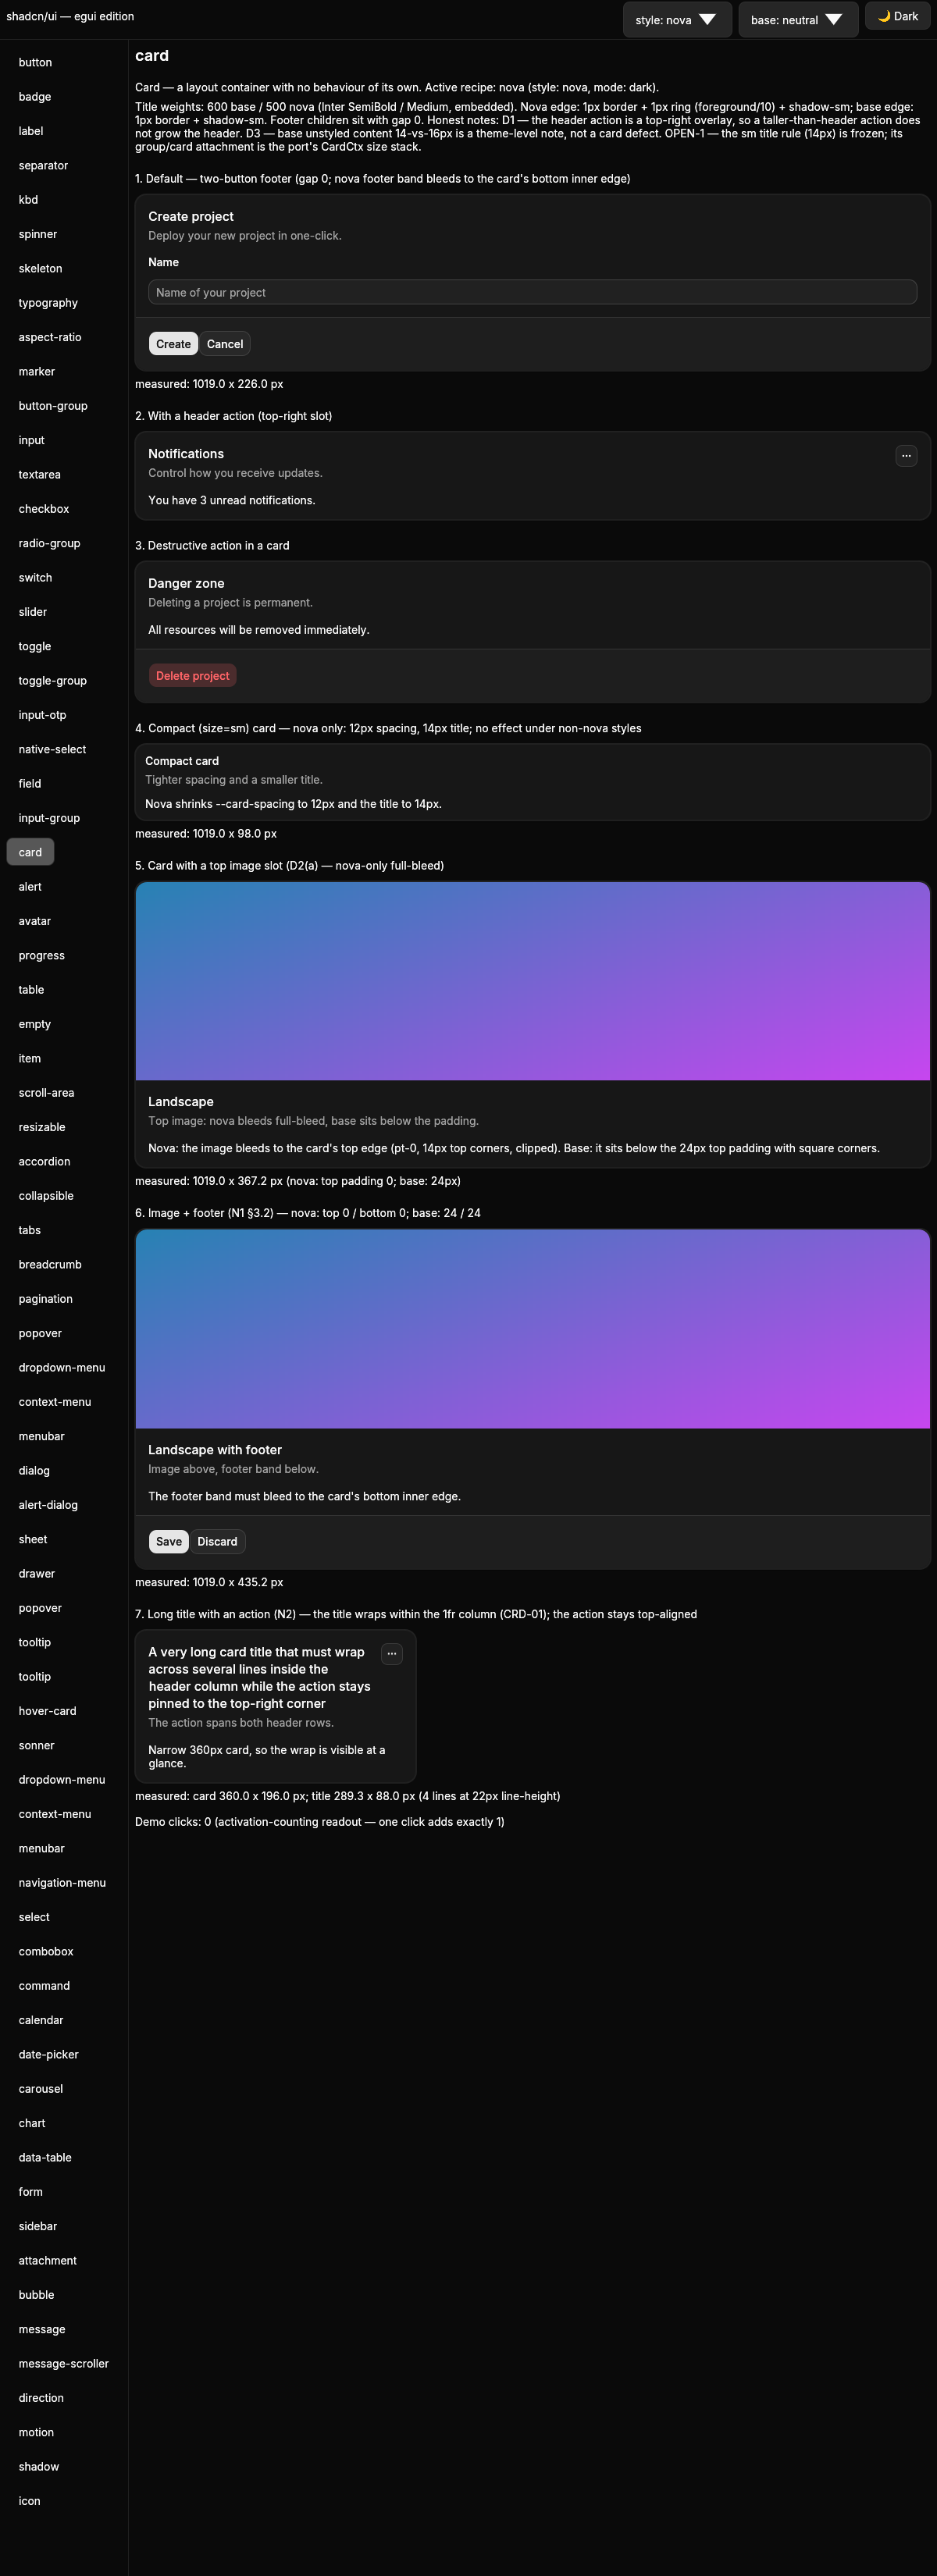 shadcn/ui — egui edition
style: nova
base: neutral
🌙 Dark
button
badge
label
separator
kbd
spinner
skeleton
typography
aspect-ratio
marker
button-group
input
textarea
checkbox
radio-group
switch
slider
toggle
toggle-group
input-otp
native-select
field
input-group
card
alert
avatar
progress
table
empty
item
scroll-area
resizable
accordion
collapsible
tabs
breadcrumb
pagination
popover
dropdown-menu
context-menu
menubar
dialog
alert-dialog
sheet
drawer
popover
tooltip
tooltip
hover-card
sonner
dropdown-menu
context-menu
menubar
navigation-menu
select
combobox
command
calendar
date-picker
carousel
chart
data-table
form
sidebar
attachment
bubble
message
message-scroller
direction
motion
shadow
icon
card
Card — a layout container with no behaviour of its own. Active recipe: nova (style: nova, mode: dark).
Title weights: 600 base / 500 nova (Inter SemiBold / Medium, embedded). Nova edge: 1px border + 1px ring (foreground/10) + shadow-sm; base edge:
1px border + shadow-sm. Footer children sit with gap 0. Honest notes: D1 — the header action is a top-right overlay, so a taller-than-header action does
not grow the header. D3 — base unstyled content 14-vs-16px is a theme-level note, not a card defect. OPEN-1 — the sm title rule (14px) is frozen; its
group/card attachment is the port's CardCtx size stack.
1. Default — two-button footer (gap 0; nova footer band bleeds to the card's bottom inner edge)
Create project
Deploy your new project in one-click.
Name
Name of your project
Create
Cancel
measured: 1019.0 x 226.0 px
2. With a header action (top-right slot)
Notifications
···
Control how you receive updates.
You have 3 unread notifications.
3. Destructive action in a card
Danger zone
Deleting a project is permanent.
All resources will be removed immediately.
Delete project
4. Compact (size=sm) card — nova only: 12px spacing, 14px title; no effect under non-nova styles
Compact card
Tighter spacing and a smaller title.
Nova shrinks --card-spacing to 12px and the title to 14px.
measured: 1019.0 x 98.0 px
5. Card with a top image slot (D2(a) — nova-only full-bleed)
Landscape
Top image: nova bleeds full-bleed, base sits below the padding.
Nova: the image bleeds to the card's top edge (pt-0, 14px top corners, clipped). Base: it sits below the 24px top padding with square corners.
measured: 1019.0 x 367.2 px (nova: top padding 0; base: 24px)
6. Image + footer (N1 §3.2) — nova: top 0 / bottom 0; base: 24 / 24
Landscape with footer
Image above, footer band below.
The footer band must bleed to the card's bottom inner edge.
Save
Discard
measured: 1019.0 x 435.2 px
7. Long title with an action (N2) — the title wraps within the 1fr column (CRD-01); the action stays top-aligned
A very long card title that must wrap
across several lines inside the
header column while the action stays
pinned to the top-right corner
···
The action spans both header rows.
Narrow 360px card, so the wrap is visible at a
glance.
measured: card 360.0 x 196.0 px; title 289.3 x 88.0 px (4 lines at 22px line-height)
Demo clicks: 0 (activation-counting readout — one click adds exactly 1)